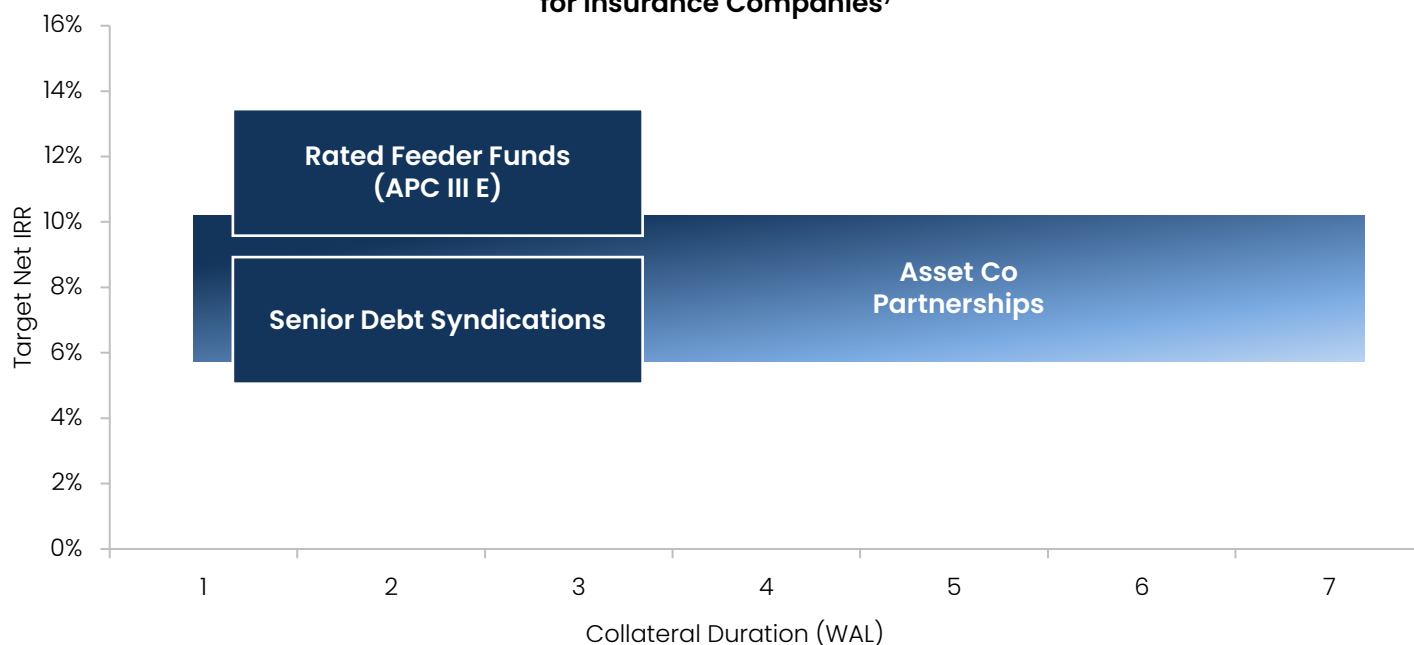 for Insurance Companies¹
16%
14%
12%
10%
8%
6%
4%
2%
0%
Target Net IRR
Rated Feeder Funds
(APC III E)
Senior Debt Syndications
Asset Co
Partnerships
1 2 3 4 5 6 7
Collateral Duration (WAL)